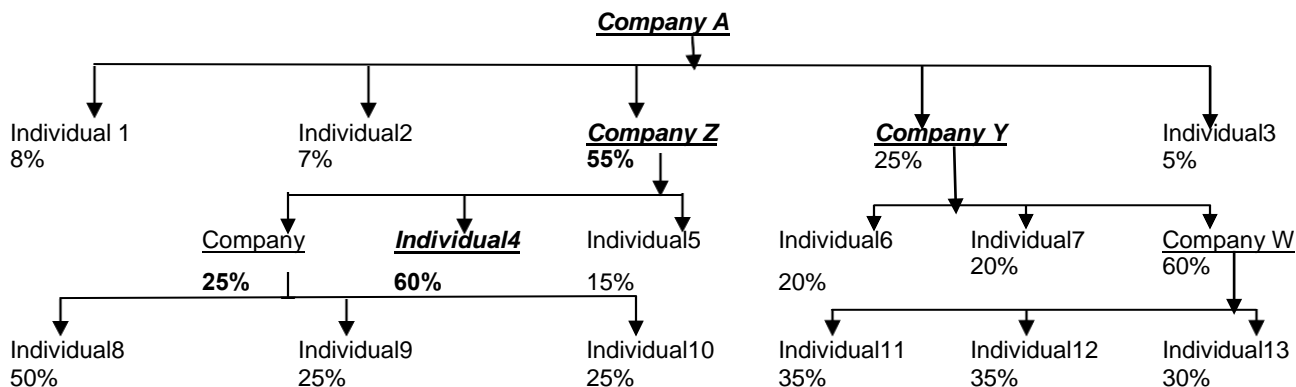 Company A
Individual 1 Individual2 Company Z Company Y Individual3
8% 7% 55% 25% 5%
Company Individual4 Individual5 Individual6 Individual7 Company W
25% 60% 15% 20% 20% 60%
Individual8 Individual9 Individual10 Individual11 Individual12 Individual13
50% 25% 25% 35% 35% 30%